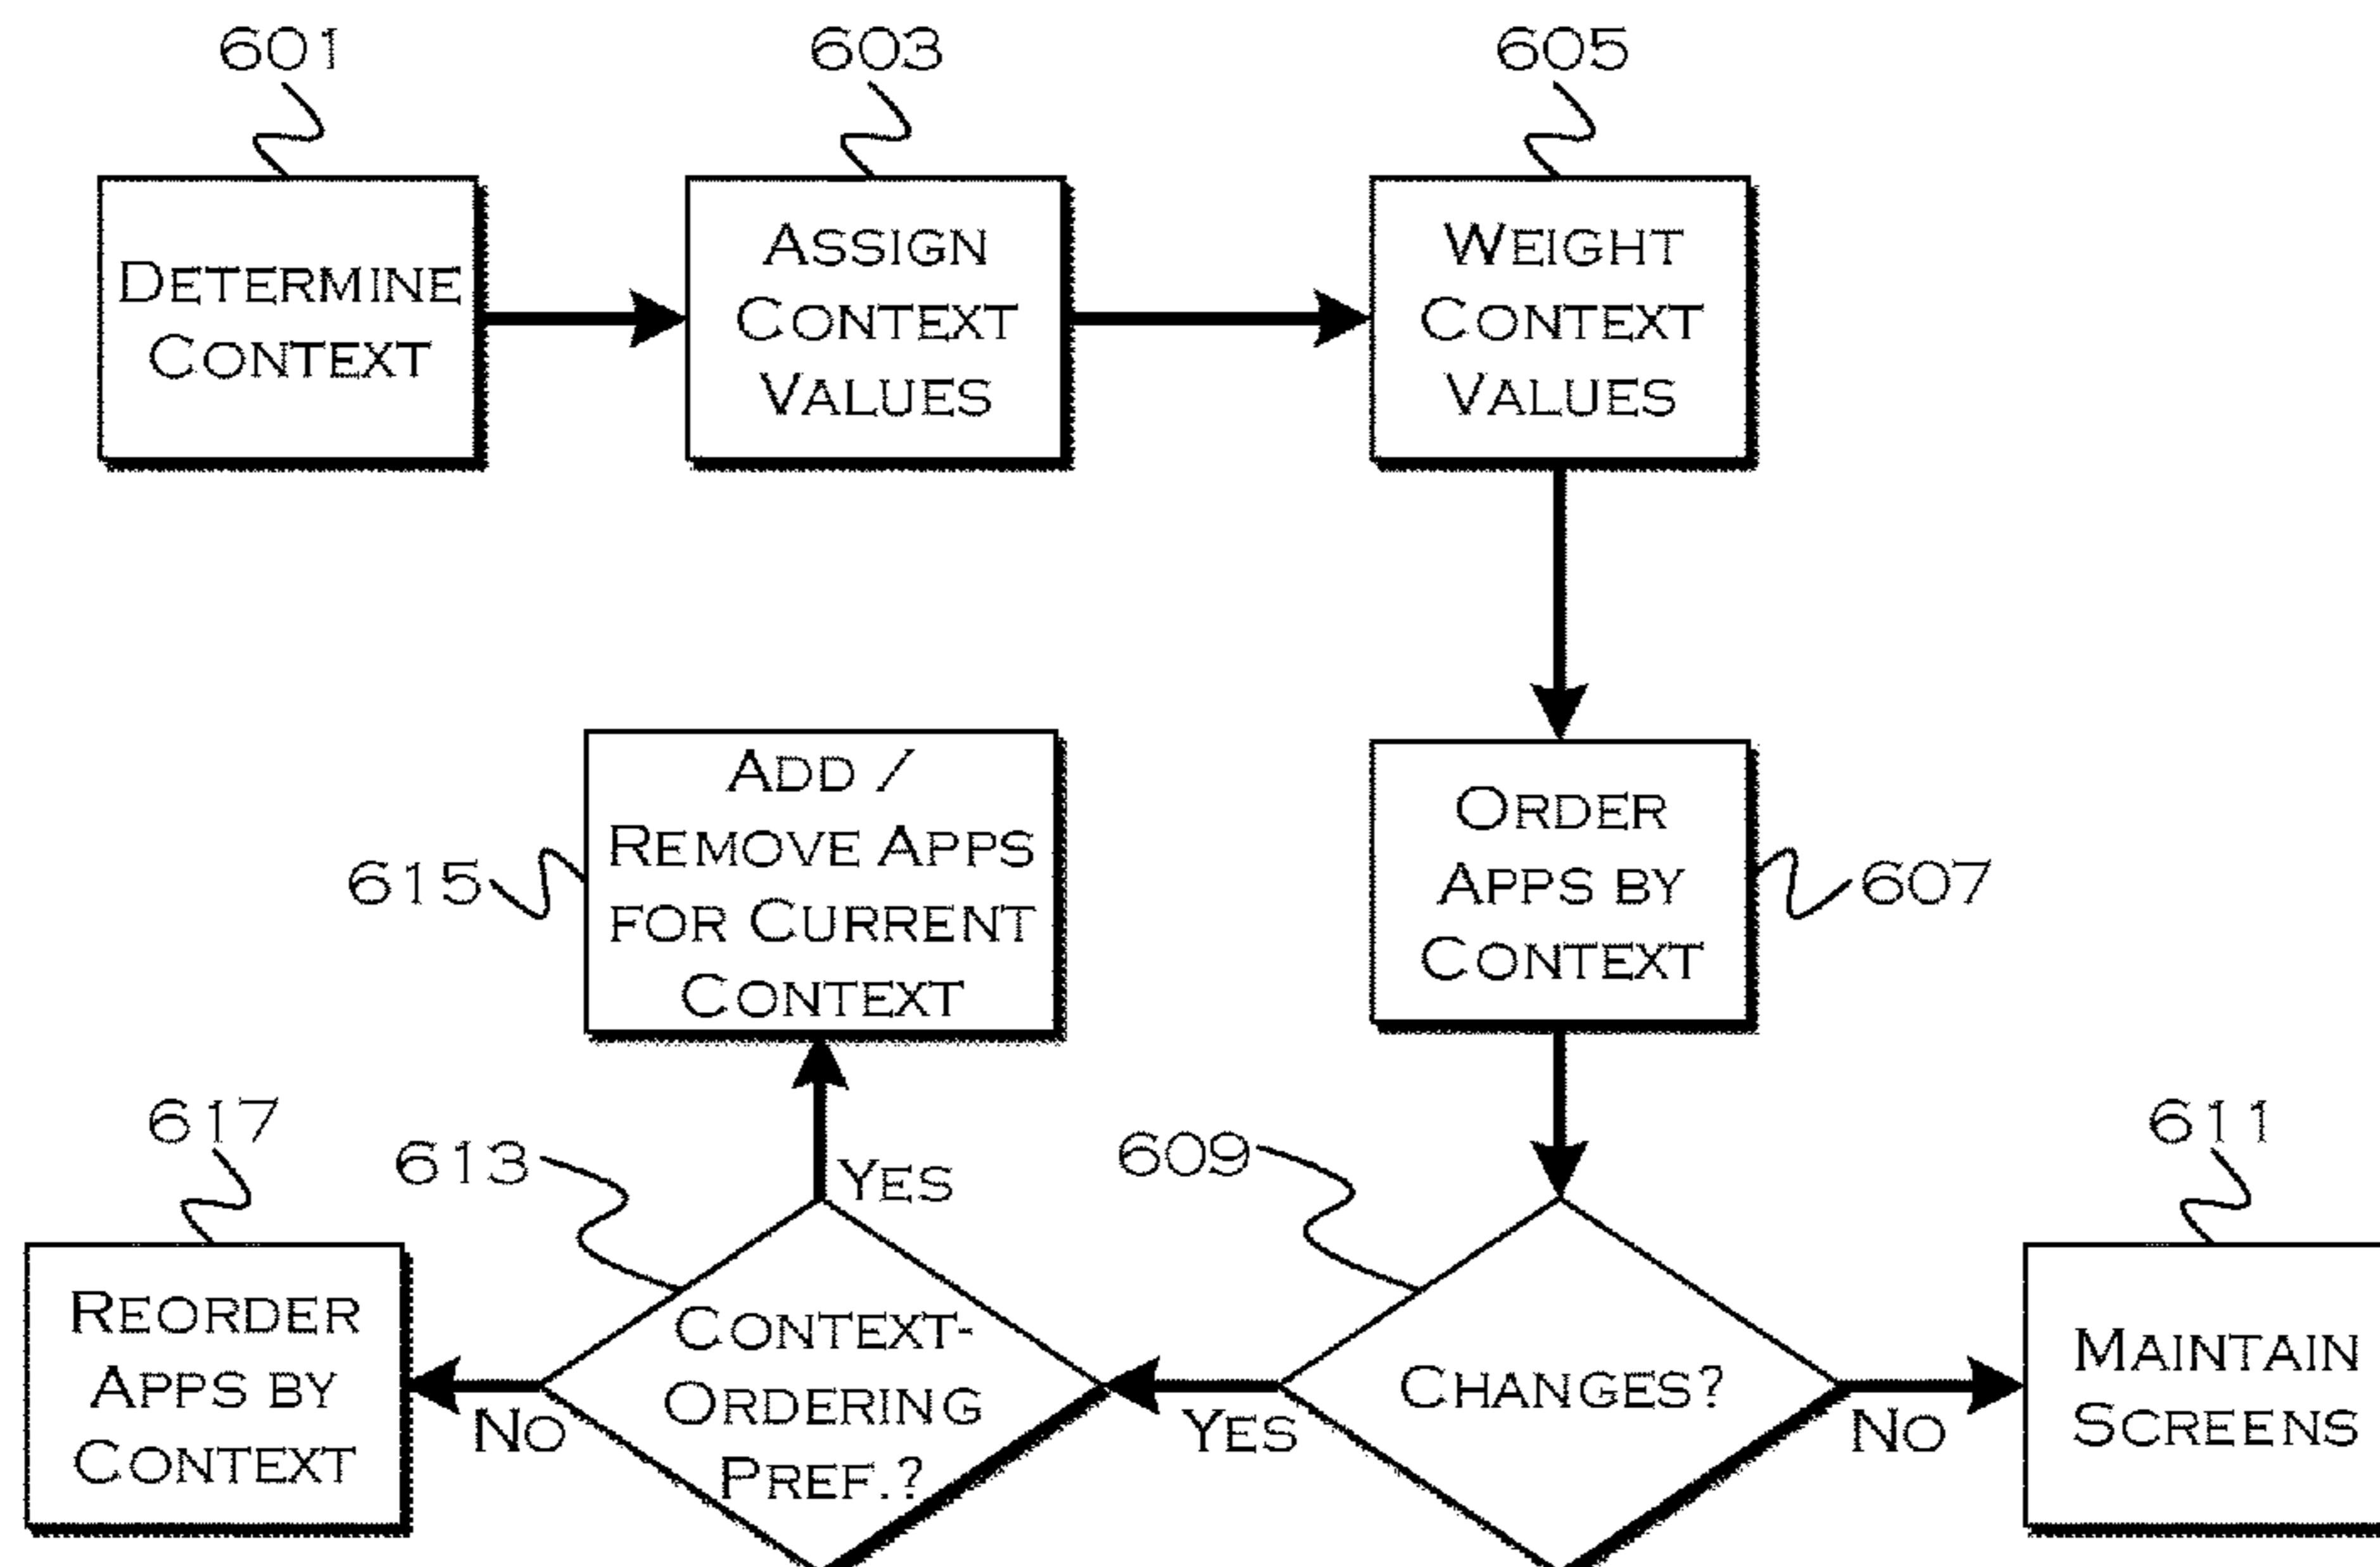 601
603
605
DETERMINE
CONTEXT
ASSIGN
CONTEXT
VALUES
WEIGHT
CONTEXT
VALUES
ADD /
REMOVE APPS
FOR CURRENT
CONTEXT
615
ORDER
APPS BY
CONTEXT
607
617
613
YES
609
611
REORDER
APPS BY
CONTEXT
NO
CONTEXT-
ORDERING
PREF.?
YES
CHANGES?
NO
MAINTAIN
SCREENS